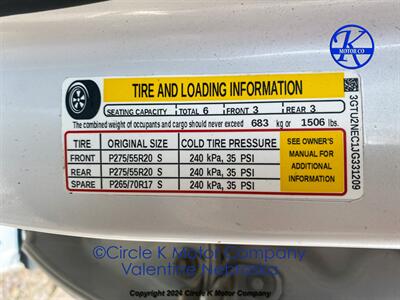 K
MOTOR CO
TIRE AND LOADING INFORMATION
SEATING CAPACITY TOTAL 6 FRONT 3 REAR 3
The combined weight of occupants and cargo should never exceed 683 kg or 1506 lbs.
TIRE ORIGINAL SIZE COLD TIRE PRESSURE
FRONT P275/55R20 S 240 kPa, 35 PSI
REAR P275/55R20 S 240 kPa, 35 PSI
SPARE P265/70R17 S 240 kPa, 35 PSI
SEE OWNER'S
MANUAL FOR
ADDITIONAL
INFORMATION
3GTU2NEC1JG331209
©Circle K Motor Company
Valentine Nebraska
Copyright 2024 Circle K Motor Company